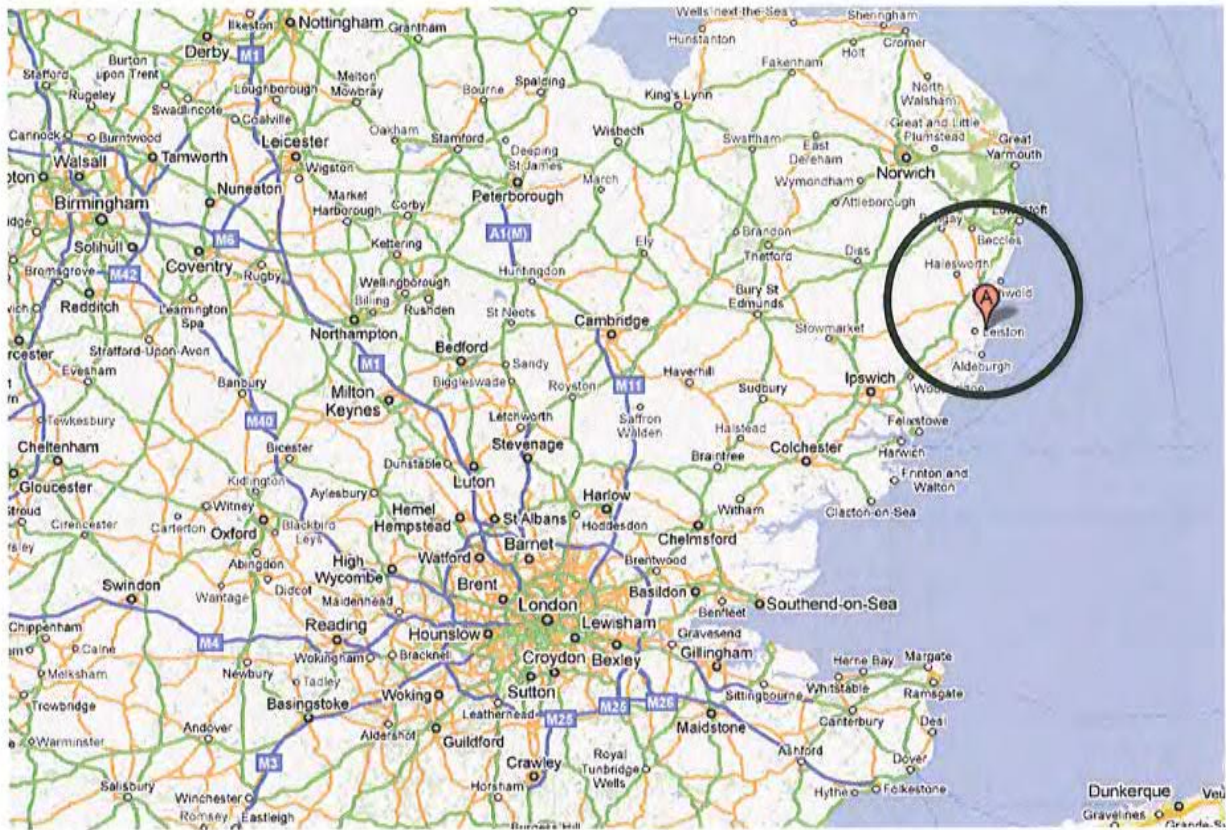 Wells next-the-Sea
Sheringham
Ilkeston
Nottingham
Grantham
Hunstanton
Cromer
Derby
Holt
M1
Burton
upon Trent
Fakenham
Stafford
Melton
Mowbray
Spalding
North
Walsham
Rugeley
Loughborough
Bourne
King's Lynn
Swadlincote
Coalville
Great and Little
Plumstead
Cannock
Burntwood
Leicester
Oakham
Stamford
Deeping
St James
Wisbech
Swaffham
East
Dereham
Great
Yarmouth
Walsall
Tamworth
Wigston
Norwich
Nuneaton
Peterborough
March
Wymondham
Birmingham
Market
Harborough
Corby
Attleborough
Lowestoft
Bungay
A1(M)
Solihull
M6
Kettering
Ely
Brandon
Beccles
Coventry
Thetford
Diss
Bromsgrove
M42
Rugby
Huntingdon
Halesworth
Redditch
Wellingborough
Bury St
Edmunds
A
Leamington
Spa
Billing
Rushden
St Neots
Northampton
Cambridge
Stowmarket
Leiston
Stratford-Upon-Avon
Bedford
Aldeburgh
Evesham
M1
Sandy
Banbury
Biggleswade
Royston
M11
Haverhill
Ipswich
Milton
Keynes
Sudbury
Tewkesbury
M40
Letchworth
Saffron
Walden
Halstead
Felixstowe
Cheltenham
Bicester
Stevenage
Colchester
Harwich
Dunstable
Braintree
Gloucester
Kidlington
Luton
Frinton and
Walton
Aylesbury
Harlow
Stroud
Witney
Hemel
Hempstead
Witham
Clacton-on-Sea
Cirencester
Carterton
Oxford
Blackbird
Leys
St Albans
Hoddesdon
Chelmsford
Abingdon
High
Wycombe
Watford
Barnet
Brentwood
Swindon
Didcot
Brent
Basildon
Wantage
Maidenhead
London
Benfleet
Southend-on-Sea
Chippenham
Reading
Hounslow
Lewisham
Calne
M4
Gravesend
Wokingham
Bracknell
Croydon
Bexley
Gillingham
Herne Bay
Margate
Melksham
Newbury
Tadley
Sutton
Sittingbourne
Whitstable
Ramsgate
Trowbridge
Basingstoke
Woking
Leatherhead
M25
M25
M26
Maidstone
Canterbury
Deal
Andover
Aldershot
Guildford
Warminster
M3
Crawley
Royal
Tunbridge
Wells
Ashford
Dover
Salisbury
Winchester
Horsham
Hythe
Folkestone
Dunkerque
Romsey
Eastleigh
Burgess Hill
Gravelines